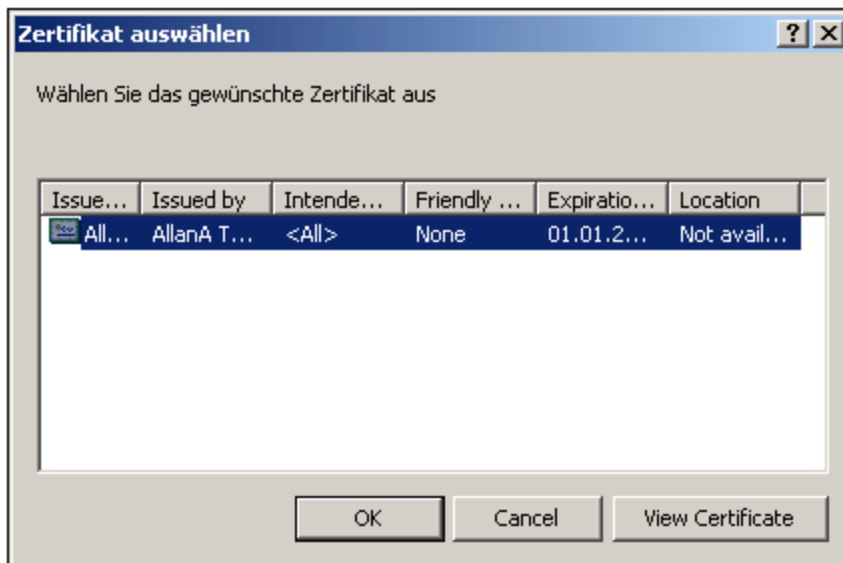 Zertifikat auswählen
Wählen Sie das gewünschte Zertifikat aus
Issue... Issued by Intende... Friendly ... Expiratio... Location
All... AllanA T... <All> None 01.01.2... Not avail...
OK Cancel View Certificate